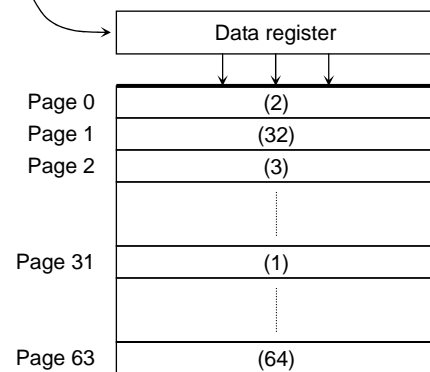 Data register
Page 0 (2)
Page 1 (32)
Page 2 (3)
Page 31 (1)
Page 63 (64)